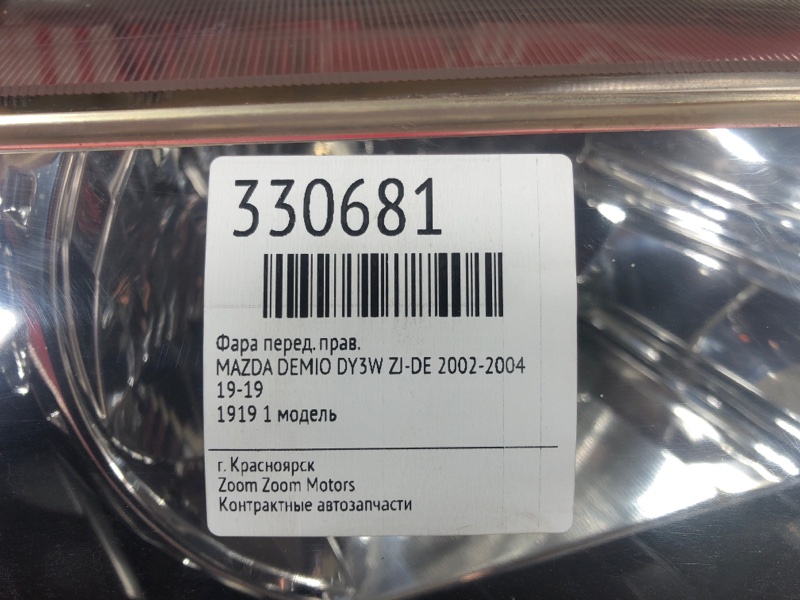 330681
Фара перед. прав.
MAZDA DEMIO DY3W ZJ-DE 2002-2004
19-19
1919 1 модель
г. Красноярск
Zoom Zoom Motors
Контрактные автозапчасти